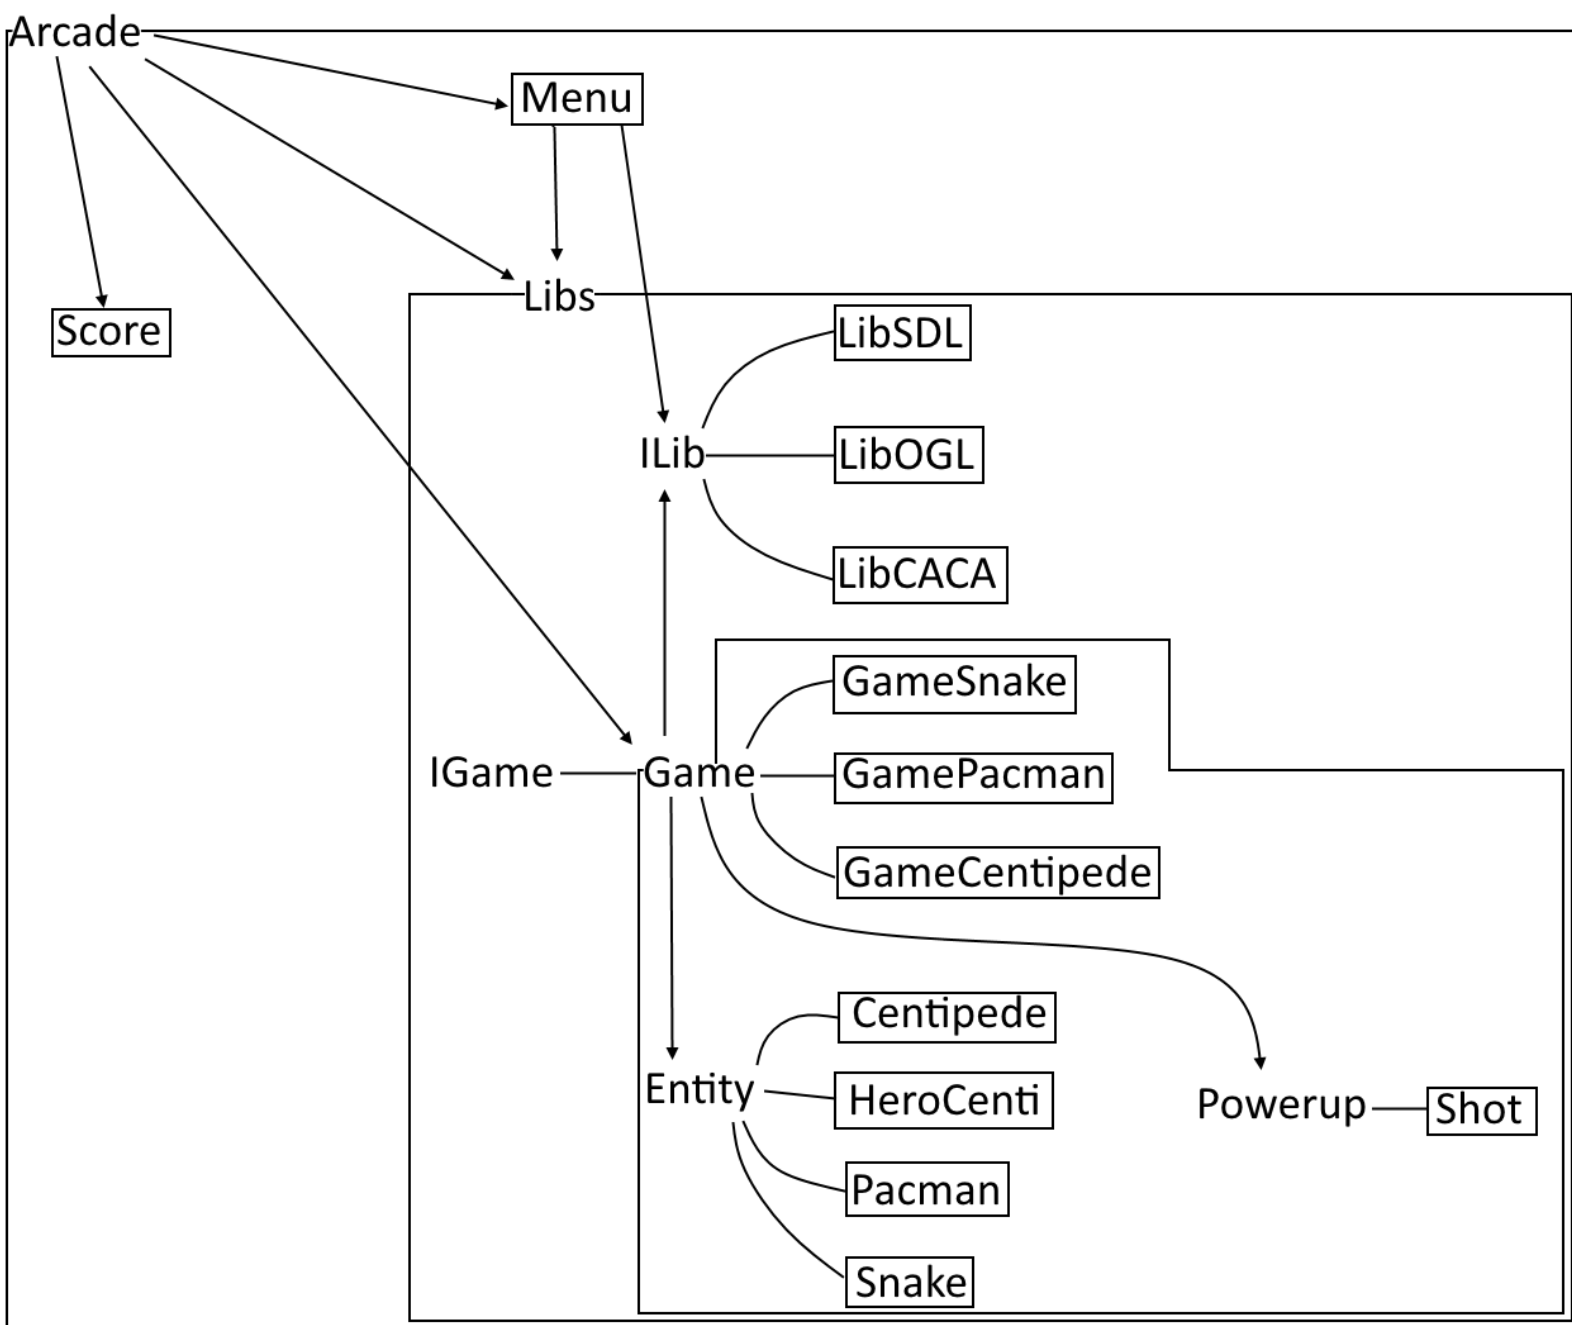 Arcade
Menu
Libs
Score
LibSDL
ILib
LibOGL
LibCACA
GameSnake
IGame
Game
GamePacman
GameCentipede
Centipede
Entity
HeroCenti
Powerup
Shot
Pacman
Snake